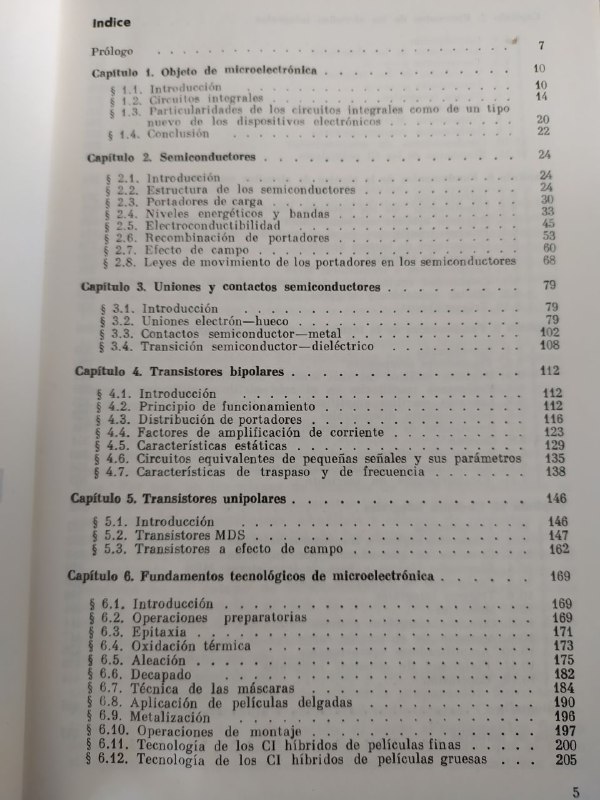 Indice
Prólogo . . . . . . . . . . . . . . . . . . . . . . 7
Capítulo 1. Objeto de microelectrónica . . . . . . . . . . . . 10
§ 1.1. Introducción . . . . . . . . . . . . . . . . 10
§ 1.2. Circuitos integrales . . . . . . . . . . . . . . 14
§ 1.3. Particularidades de los circuitos integrales como de un tipo
nuevo de los dispositivos electrónicos . . . . . . . . . 20
§ 1.4. Conclusión . . . . . . . . . . . . . . . . . 22
Capítulo 2. Semiconductores . . . . . . . . . . . . . . . . 24
§ 2.1. Introducción . . . . . . . . . . . . . . . . 24
§ 2.2. Estructura de los semiconductores . . . . . . . . . . 24
§ 2.3. Portadores de carga . . . . . . . . . . . . . . 30
§ 2.4. Niveles energéticos y bandas . . . . . . . . . . . 33
§ 2.5. Electroconductibilidad . . . . . . . . . . . . . 45
§ 2.6. Recombinación de portadores . . . . . . . . . . . 53
§ 2.7. Efecto de campo . . . . . . . . . . . . . . . 60
§ 2.8. Leyes de movimiento de los portadores en los semiconductores 68
Capítulo 3. Uniones y contactos semiconductores . . . . . . . . 79
§ 3.1. Introducción . . . . . . . . . . . . . . . . 79
§ 3.2. Uniones electrón—hueco . . . . . . . . . . . . . 79
§ 3.3. Contactos semiconductor—metal . . . . . . . . . . 102
§ 3.4. Transición semiconductor—dieléctrico . . . . . . . . 108
Capítulo 4. Transistores bipolares . . . . . . . . . . . . . . 112
§ 4.1. Introducción . . . . . . . . . . . . . . . . 112
§ 4.2. Principio de funcionamiento . . . . . . . . . . . . 112
§ 4.3. Distribución de portadores . . . . . . . . . . . . 116
§ 4.4. Factores de amplificación de corriente . . . . . . . . 123
§ 4.5. Características estáticas . . . . . . . . . . . . . 129
§ 4.6. Circuitos equivalentes de pequeñas señales y sus parámetros 135
§ 4.7. Características de traspaso y de frecuencia . . . . . . 138
Capítulo 5. Transistores unipolares . . . . . . . . . . . . . . 146
§ 5.1. Introducción . . . . . . . . . . . . . . . . 146
§ 5.2. Transistores MDS . . . . . . . . . . . . . . . 147
§ 5.3. Transistores a efecto de campo . . . . . . . . . . . 162
Capítulo 6. Fundamentos tecnológicos de microelectrónica . . . . . . 169
§ 6.1. Introducción . . . . . . . . . . . . . . . . . 169
§ 6.2. Operaciones preparatorias . . . . . . . . . . . . 169
§ 6.3. Epitaxia . . . . . . . . . . . . . . . . . . 171
§ 6.4. Oxidación térmica . . . . . . . . . . . . . . . 173
§ 6.5. Aleación . . . . . . . . . . . . . . . . . . 175
§ 6.6. Decapado . . . . . . . . . . . . . . . . . . 182
§ 6.7. Técnica de las máscaras . . . . . . . . . . . . . 184
§ 6.8. Aplicación de películas delgadas . . . . . . . . . . 190
§ 6.9. Metalización . . . . . . . . . . . . . . . . . 196
§ 6.10. Operaciones de montaje . . . . . . . . . . . . . 197
§ 6.11. Tecnología de los CI híbridos de películas finas . . . . . 200
§ 6.12. Tecnología de los CI híbridos de películas gruesas . . . 205
5